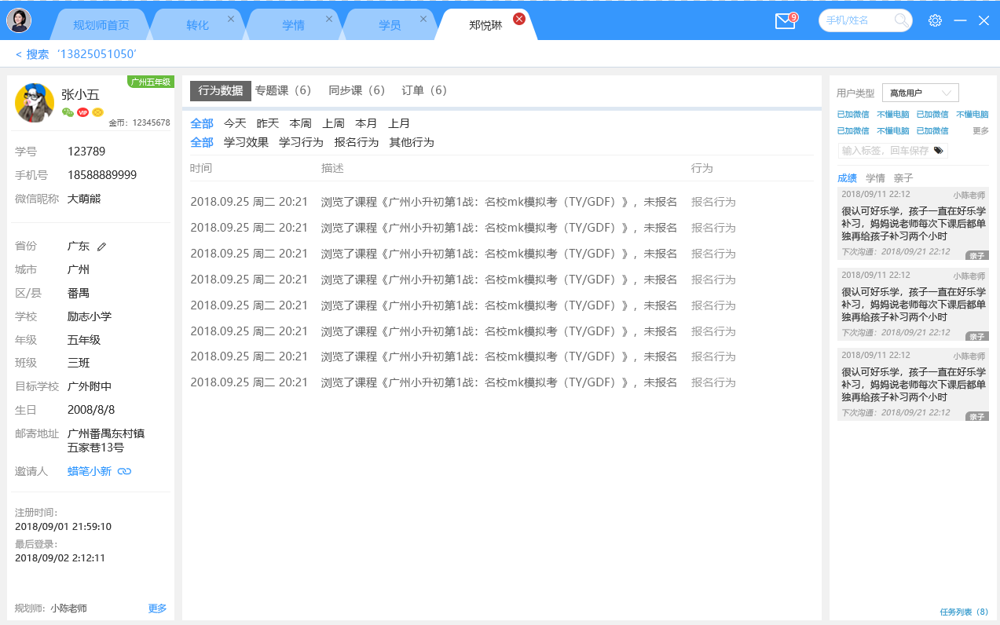 规划师首页
转化
学情
学员
郑悦琳
9
手机/姓名
< 搜索 ‘13825051050’
广州五年级
张小五
VIP
金币：12345678
学号 123789
手机号 18588889999
微信昵称 大萌熊
省份 广东
城市 广州
区/县 番禺
学校 励志小学
年级 五年级
班级 三班
目标学校 广外附中
生日 2008/8/8
邮寄地址 广州番禺东村镇
五家巷13号
邀请人 蜡笔小新
注册时间：
2018/09/01 21:59:10
最后登录：
2018/09/02 2:12:11
规划师：小陈老师 更多
行为数据 专题课（6） 同步课（6） 订单（6）
全部 今天 昨天 本周 上周 本月 上月
全部 学习效果 学习行为 报名行为 其他行为
时间 描述 行为
2018.09.25 周二 20:21 浏览了课程《广州小升初第1战：名校mk模拟考（TY/GDF）》，未报名 报名行为
2018.09.25 周二 20:21 浏览了课程《广州小升初第1战：名校mk模拟考（TY/GDF）》，未报名 报名行为
2018.09.25 周二 20:21 浏览了课程《广州小升初第1战：名校mk模拟考（TY/GDF）》，未报名 报名行为
2018.09.25 周二 20:21 浏览了课程《广州小升初第1战：名校mk模拟考（TY/GDF）》，未报名 报名行为
2018.09.25 周二 20:21 浏览了课程《广州小升初第1战：名校mk模拟考（TY/GDF）》，未报名 报名行为
2018.09.25 周二 20:21 浏览了课程《广州小升初第1战：名校mk模拟考（TY/GDF）》，未报名 报名行为
2018.09.25 周二 20:21 浏览了课程《广州小升初第1战：名校mk模拟考（TY/GDF）》，未报名 报名行为
2018.09.25 周二 20:21 浏览了课程《广州小升初第1战：名校mk模拟考（TY/GDF）》，未报名 报名行为
用户类型 高危用户
已加微信 不懂电脑 已加微信 不懂电脑
已加微信 不懂电脑 已加微信 更多
输入标签，回车保存
成绩 学情 亲子
2018/09/11 22:12 小陈老师
很认可好乐学，孩子一直在好乐学
补习，妈妈说老师每次下课后都单
独再给孩子补习两个小时
下次沟通：2018/09/21 22:12 亲子
2018/09/11 22:12 小陈老师
很认可好乐学，孩子一直在好乐学
补习，妈妈说老师每次下课后都单
独再给孩子补习两个小时
下次沟通：2018/09/21 22:12 亲子
2018/09/11 22:12 小陈老师
很认可好乐学，孩子一直在好乐学
补习，妈妈说老师每次下课后都单
独再给孩子补习两个小时
下次沟通：2018/09/21 22:12 亲子
任务列表（8）